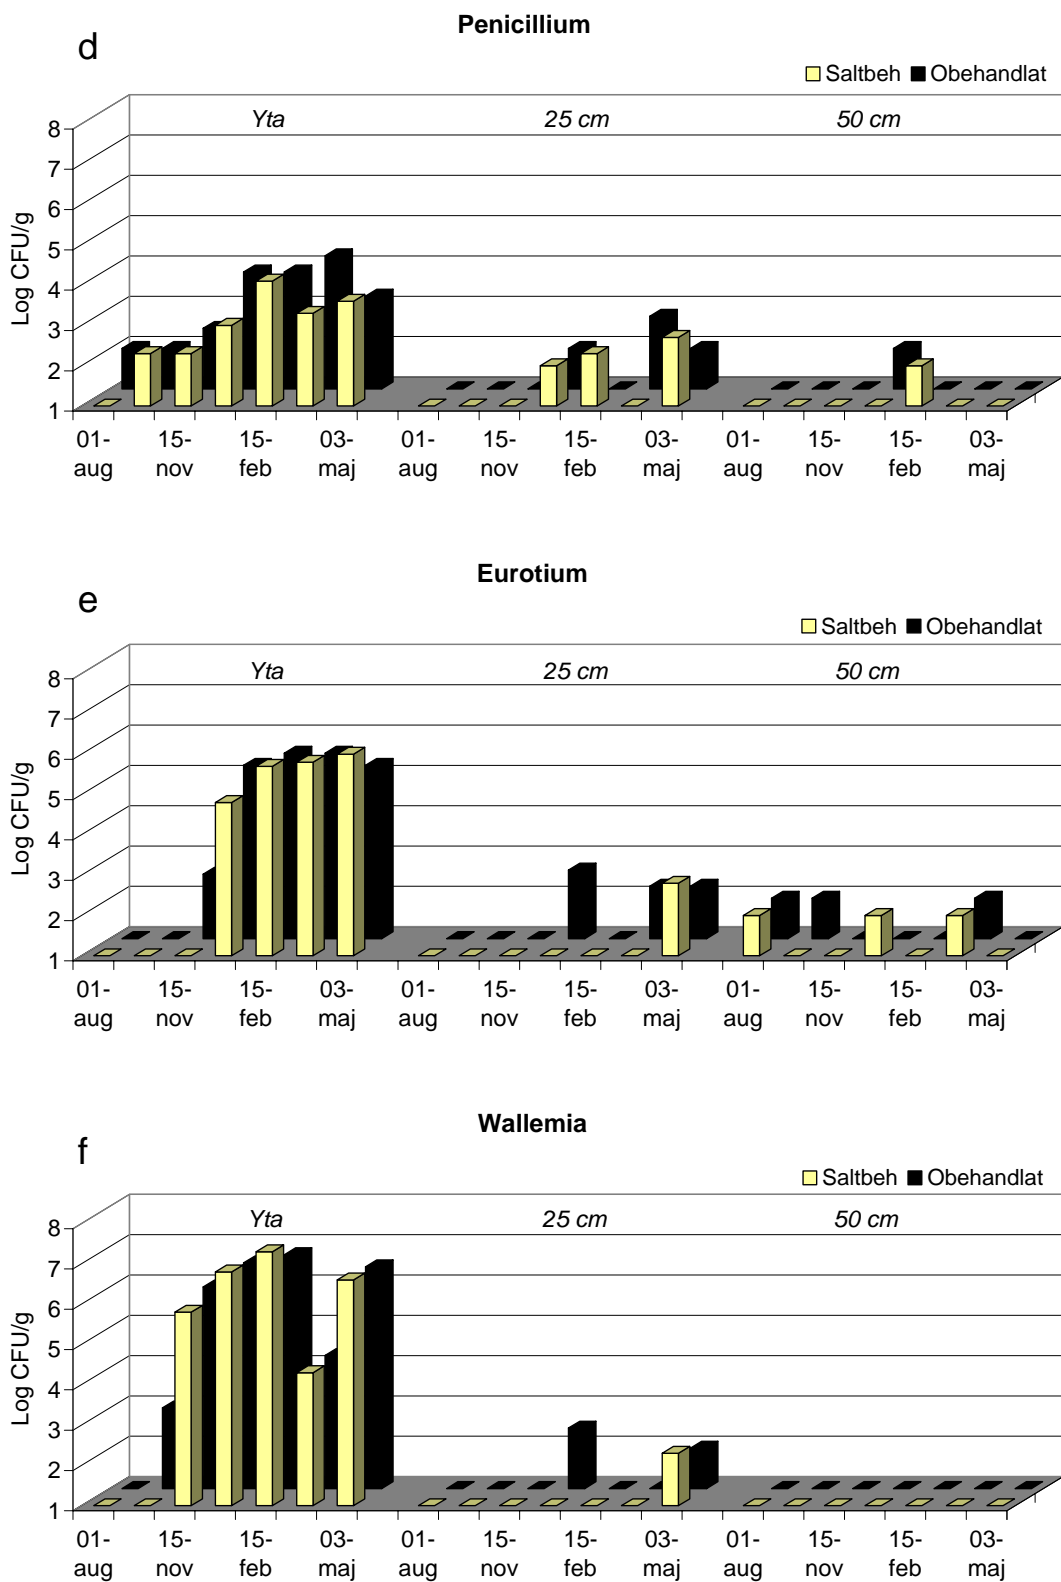 Penicillium
d
Saltbeh Obehandlat
Yta 25 cm 50 cm
8
7
6
5
4
3
2
1
Log CFU/g
01- 15- 15- 03- 01- 15- 15- 03- 01- 15- 15- 03-
aug nov feb maj aug nov feb maj aug nov feb maj
Eurotium
e
Saltbeh Obehandlat
Yta 25 cm 50 cm
8
7
6
5
4
3
2
1
Log CFU/g
01- 15- 15- 03- 01- 15- 15- 03- 01- 15- 15- 03-
aug nov feb maj aug nov feb maj aug nov feb maj
Wallemia
f
Saltbeh Obehandlat
Yta 25 cm 50 cm
8
7
6
5
4
3
2
1
Log CFU/g
01- 15- 15- 03- 01- 15- 15- 03- 01- 15- 15- 03-
aug nov feb maj aug nov feb maj aug nov feb maj